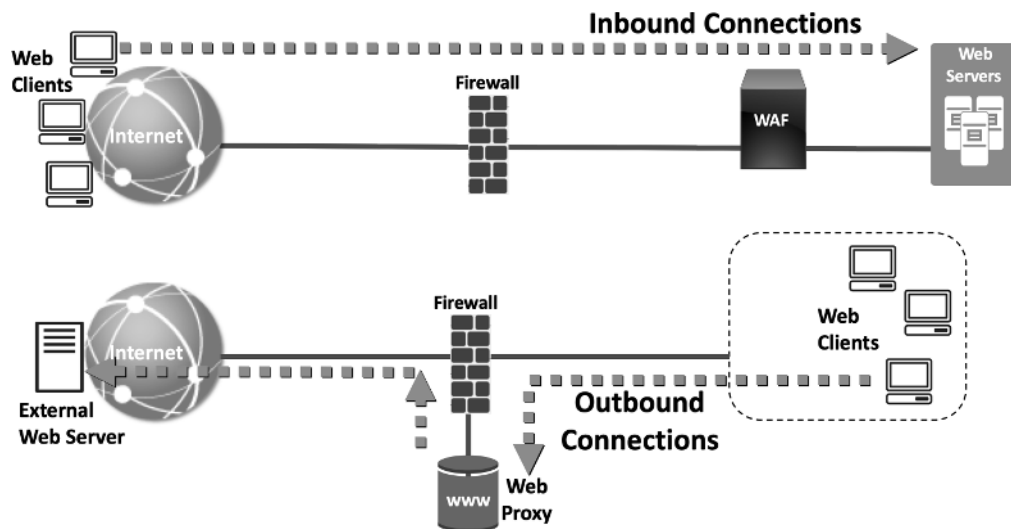 Inbound Connections
Web
Clients
Internet
Firewall
WAF
Web
Servers
Internet
External
Web Server
Firewall
www
Web
Proxy
Outbound
Connections
Web
Clients